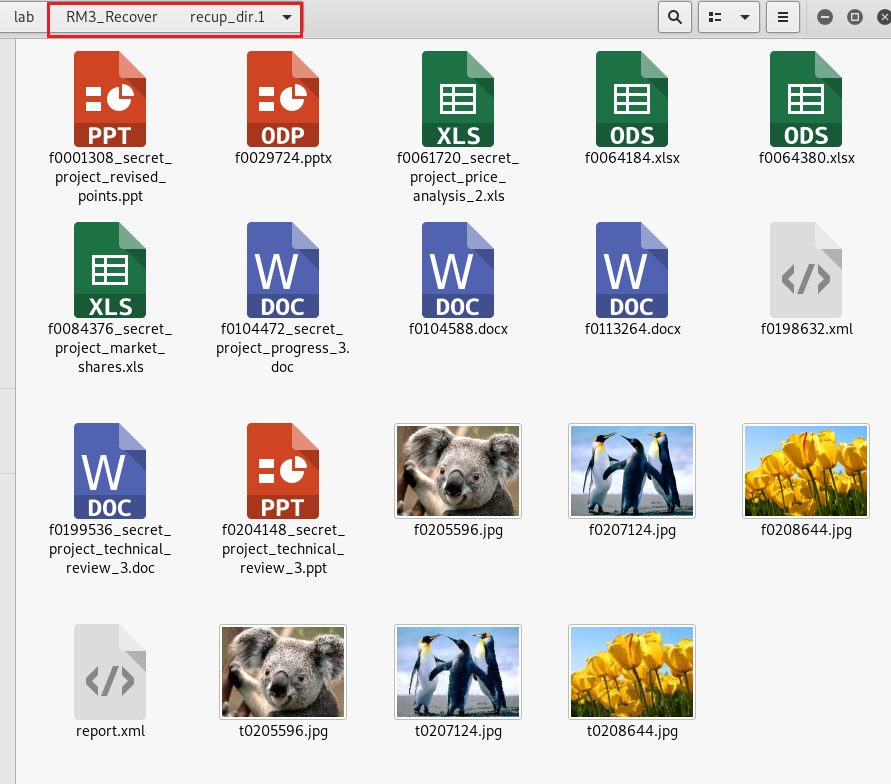 lab RM3_Recover recup_dir.1
PPT ODP XLS ODS ODS
f0001308_secret_
project_revised_
points.ppt
f0029724.pptx
f0061720_secret_
project_price_
analysis_2.xls
f0064184.xlsx
f0064380.xlsx
XLS W DOC W DOC W DOC </>
f0084376_secret_
project_market_
shares.xls
f0104472_secret_
project_progress_3.
doc
f0104588.docx
f0113264.docx
f0198632.xml
W DOC PPT
f0199536_secret_
project_technical_
review_3.doc
f0204148_secret_
project_technical_
review_3.ppt
f0205596.jpg
f0207124.jpg
f0208644.jpg
</>
report.xml
t0205596.jpg
t0207124.jpg
t0208644.jpg